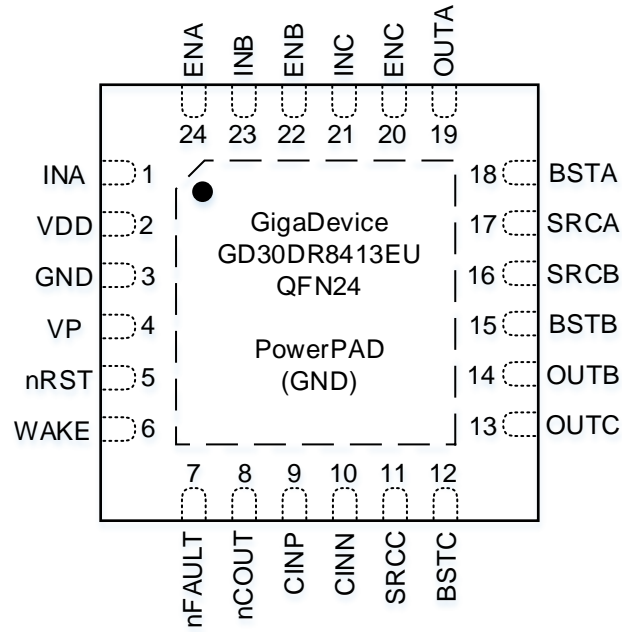 ENA
INB
ENB
INC
ENC
OUTA
24 23 22 21 20 19
INA 1
VDD 2
GND 3
VP 4
nRST 5
WAKE 6
GigaDevice
GD30DR8413EU
QFN24
PowerPAD
(GND)
18 BSTA
17 SRCA
16 SRCB
15 BSTB
14 OUTB
13 OUTC
7 8 9 10 11 12
nFAULT
nCOUT
CINP
CINN
SRCC
BSTC